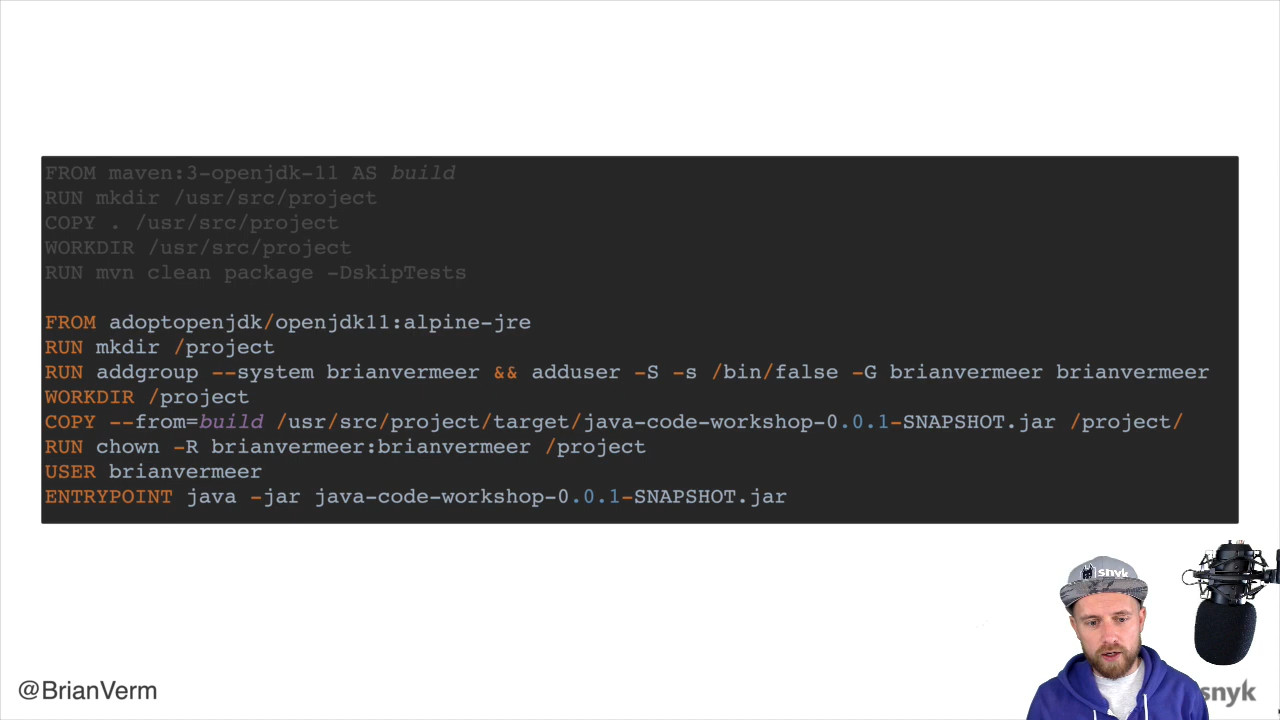 FROM maven:3-openjdk-11 AS build
RUN mkdir /usr/src/project
COPY . /usr/src/project
WORKDIR /usr/src/project
RUN mvn clean package -DskipTests
FROM adoptopenjdk/openjdk11:alpine-jre
RUN mkdir /project
RUN addgroup --system brianvermeer && adduser -S -s /bin/false -G brianvermeer brianvermeer
WORKDIR /project
COPY --from=build /usr/src/project/target/java-code-workshop-0.0.1-SNAPSHOT.jar /project/
RUN chown -R brianvermeer:brianvermeer /project
USER brianvermeer
ENTRYPOINT java -jar java-code-workshop-0.0.1-SNAPSHOT.jar
snyk
@BrianVerm
snyk